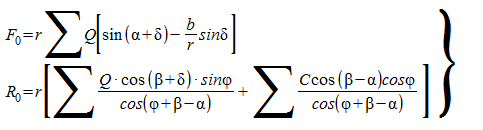 F₀=r∑Q[sin(α+δ)−b/r sinδ]
R₀=r[∑ Q·cos(β+δ)·sinφ/cos(φ+β−α) + ∑ Ccos(β−α)cosφ/cos(φ+β−α)]}